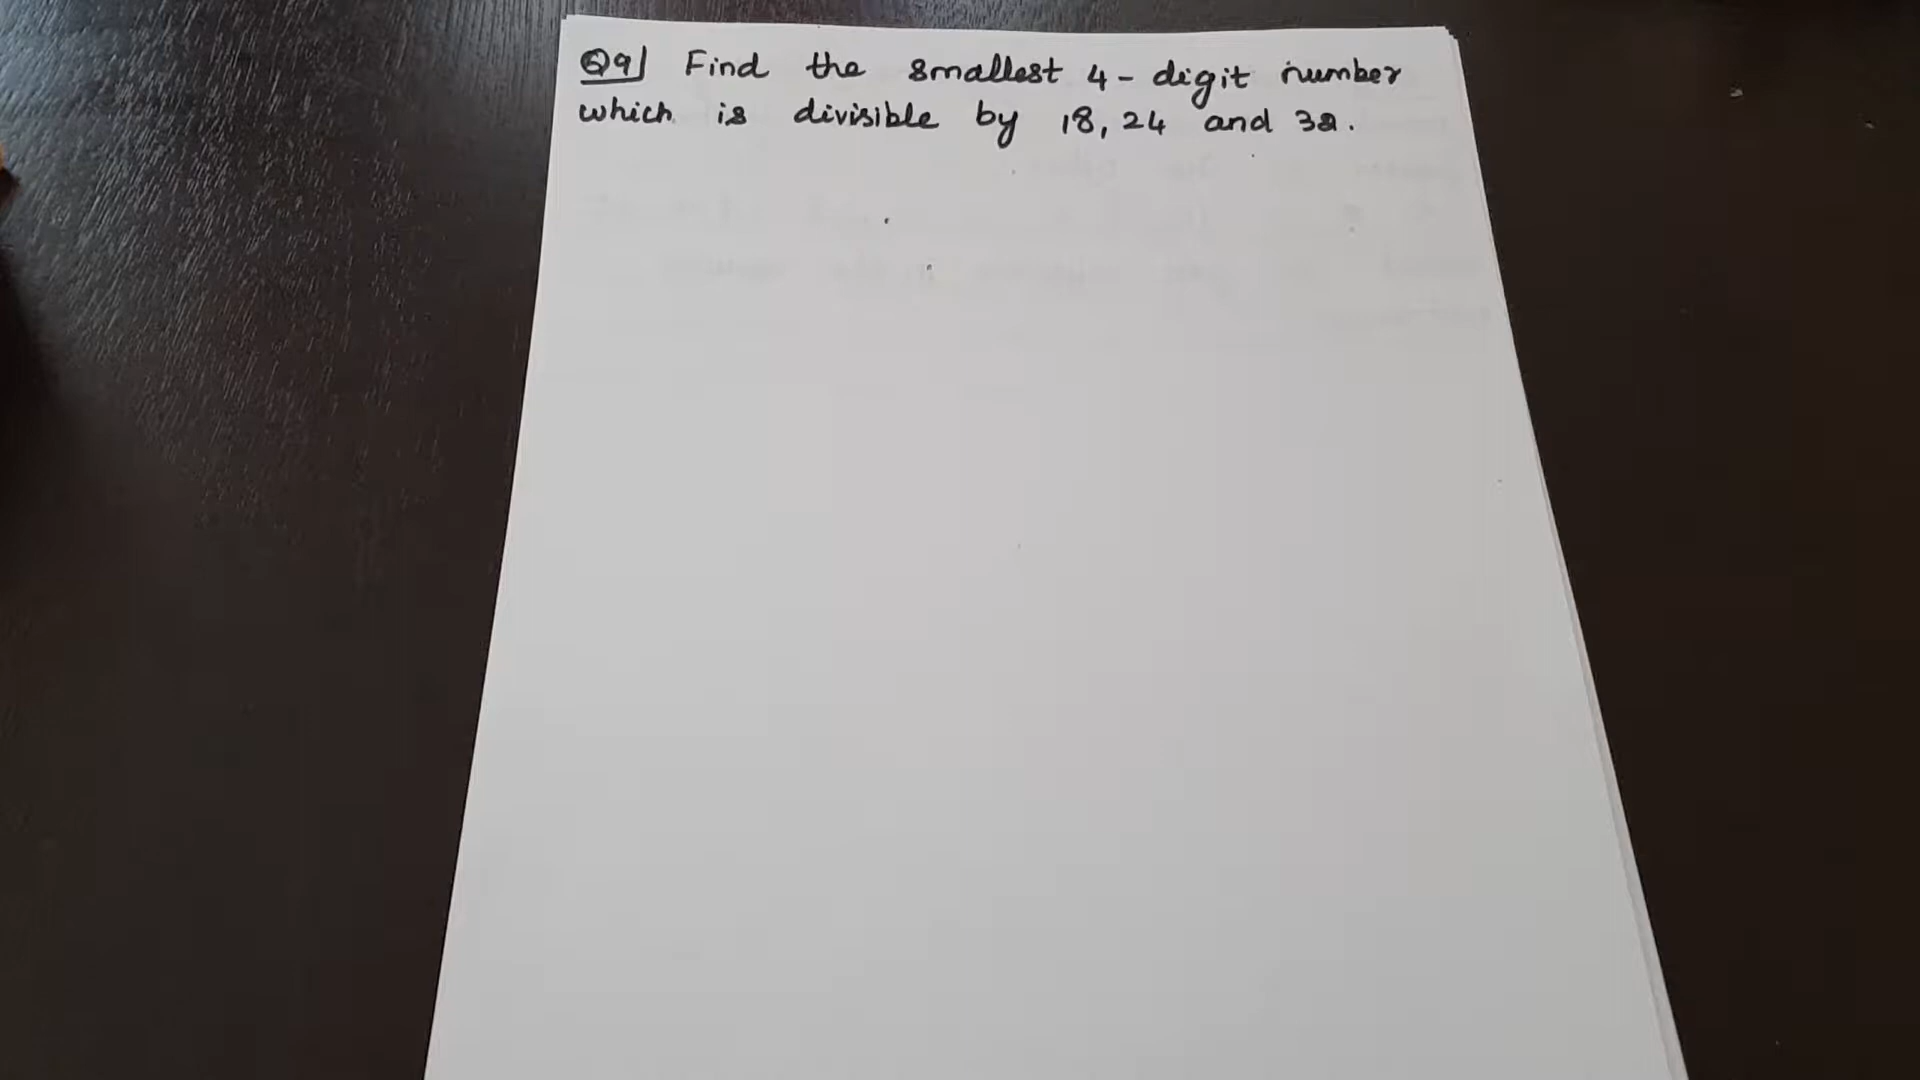 Q9) Find the smallest 4-digit number
which is divisible by 18, 24 and 32.